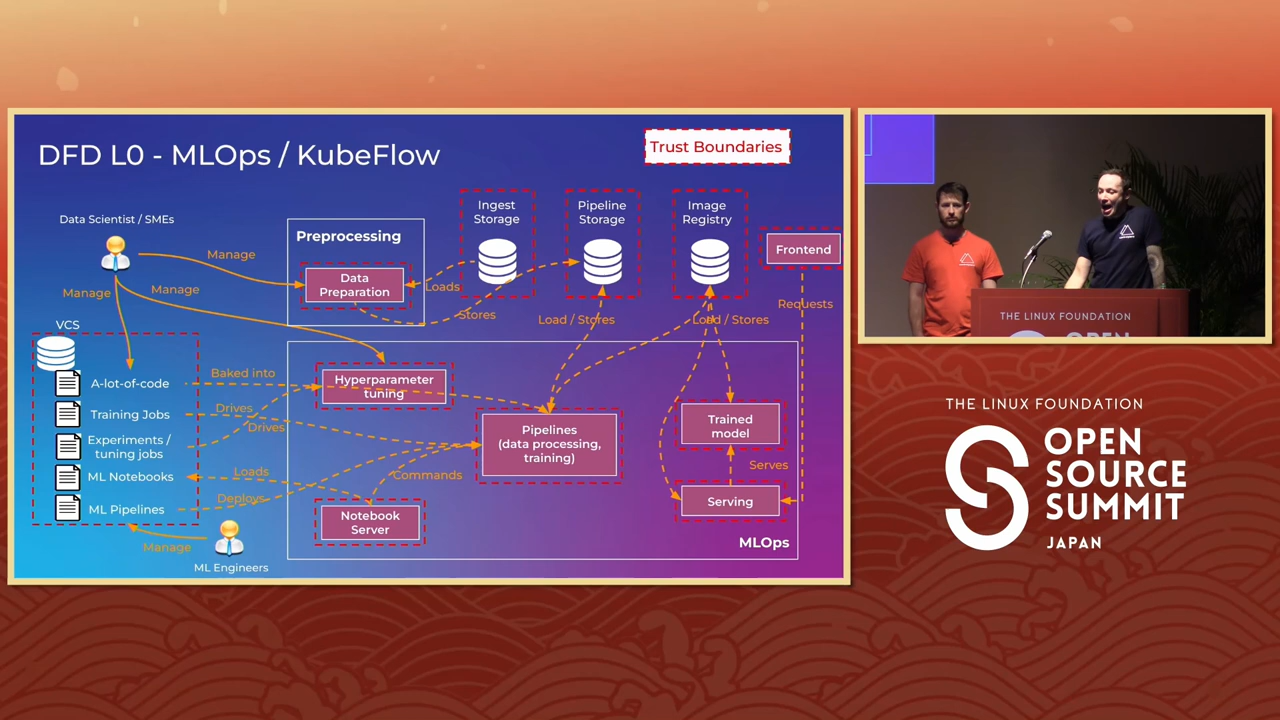 DFD L0 - MLOps / KubeFlow
Trust Boundaries
Data Scientist / SMEs
Manage
Manage
Manage
Preprocessing
Data
Preparation
Loads
Stores
Ingest
Storage
Pipeline
Storage
Image
Registry
Frontend
Requests
Load / Stores
Load / Stores
VCS
A-lot-of-code
Training Jobs
Experiments /
tuning jobs
ML Notebooks
ML Pipelines
Baked into
Drives
Drives
Loads
Deploys
Commands
Hyperparameter
tuning
Pipelines
(data processing,
training)
Notebook
Server
Trained
model
Serves
Serving
MLOps
Manage
ML Engineers
THE LINUX FOUNDATION
OPEN
THE LINUX FOUNDATION
OPEN
SOURCE
SUMMIT
JAPAN